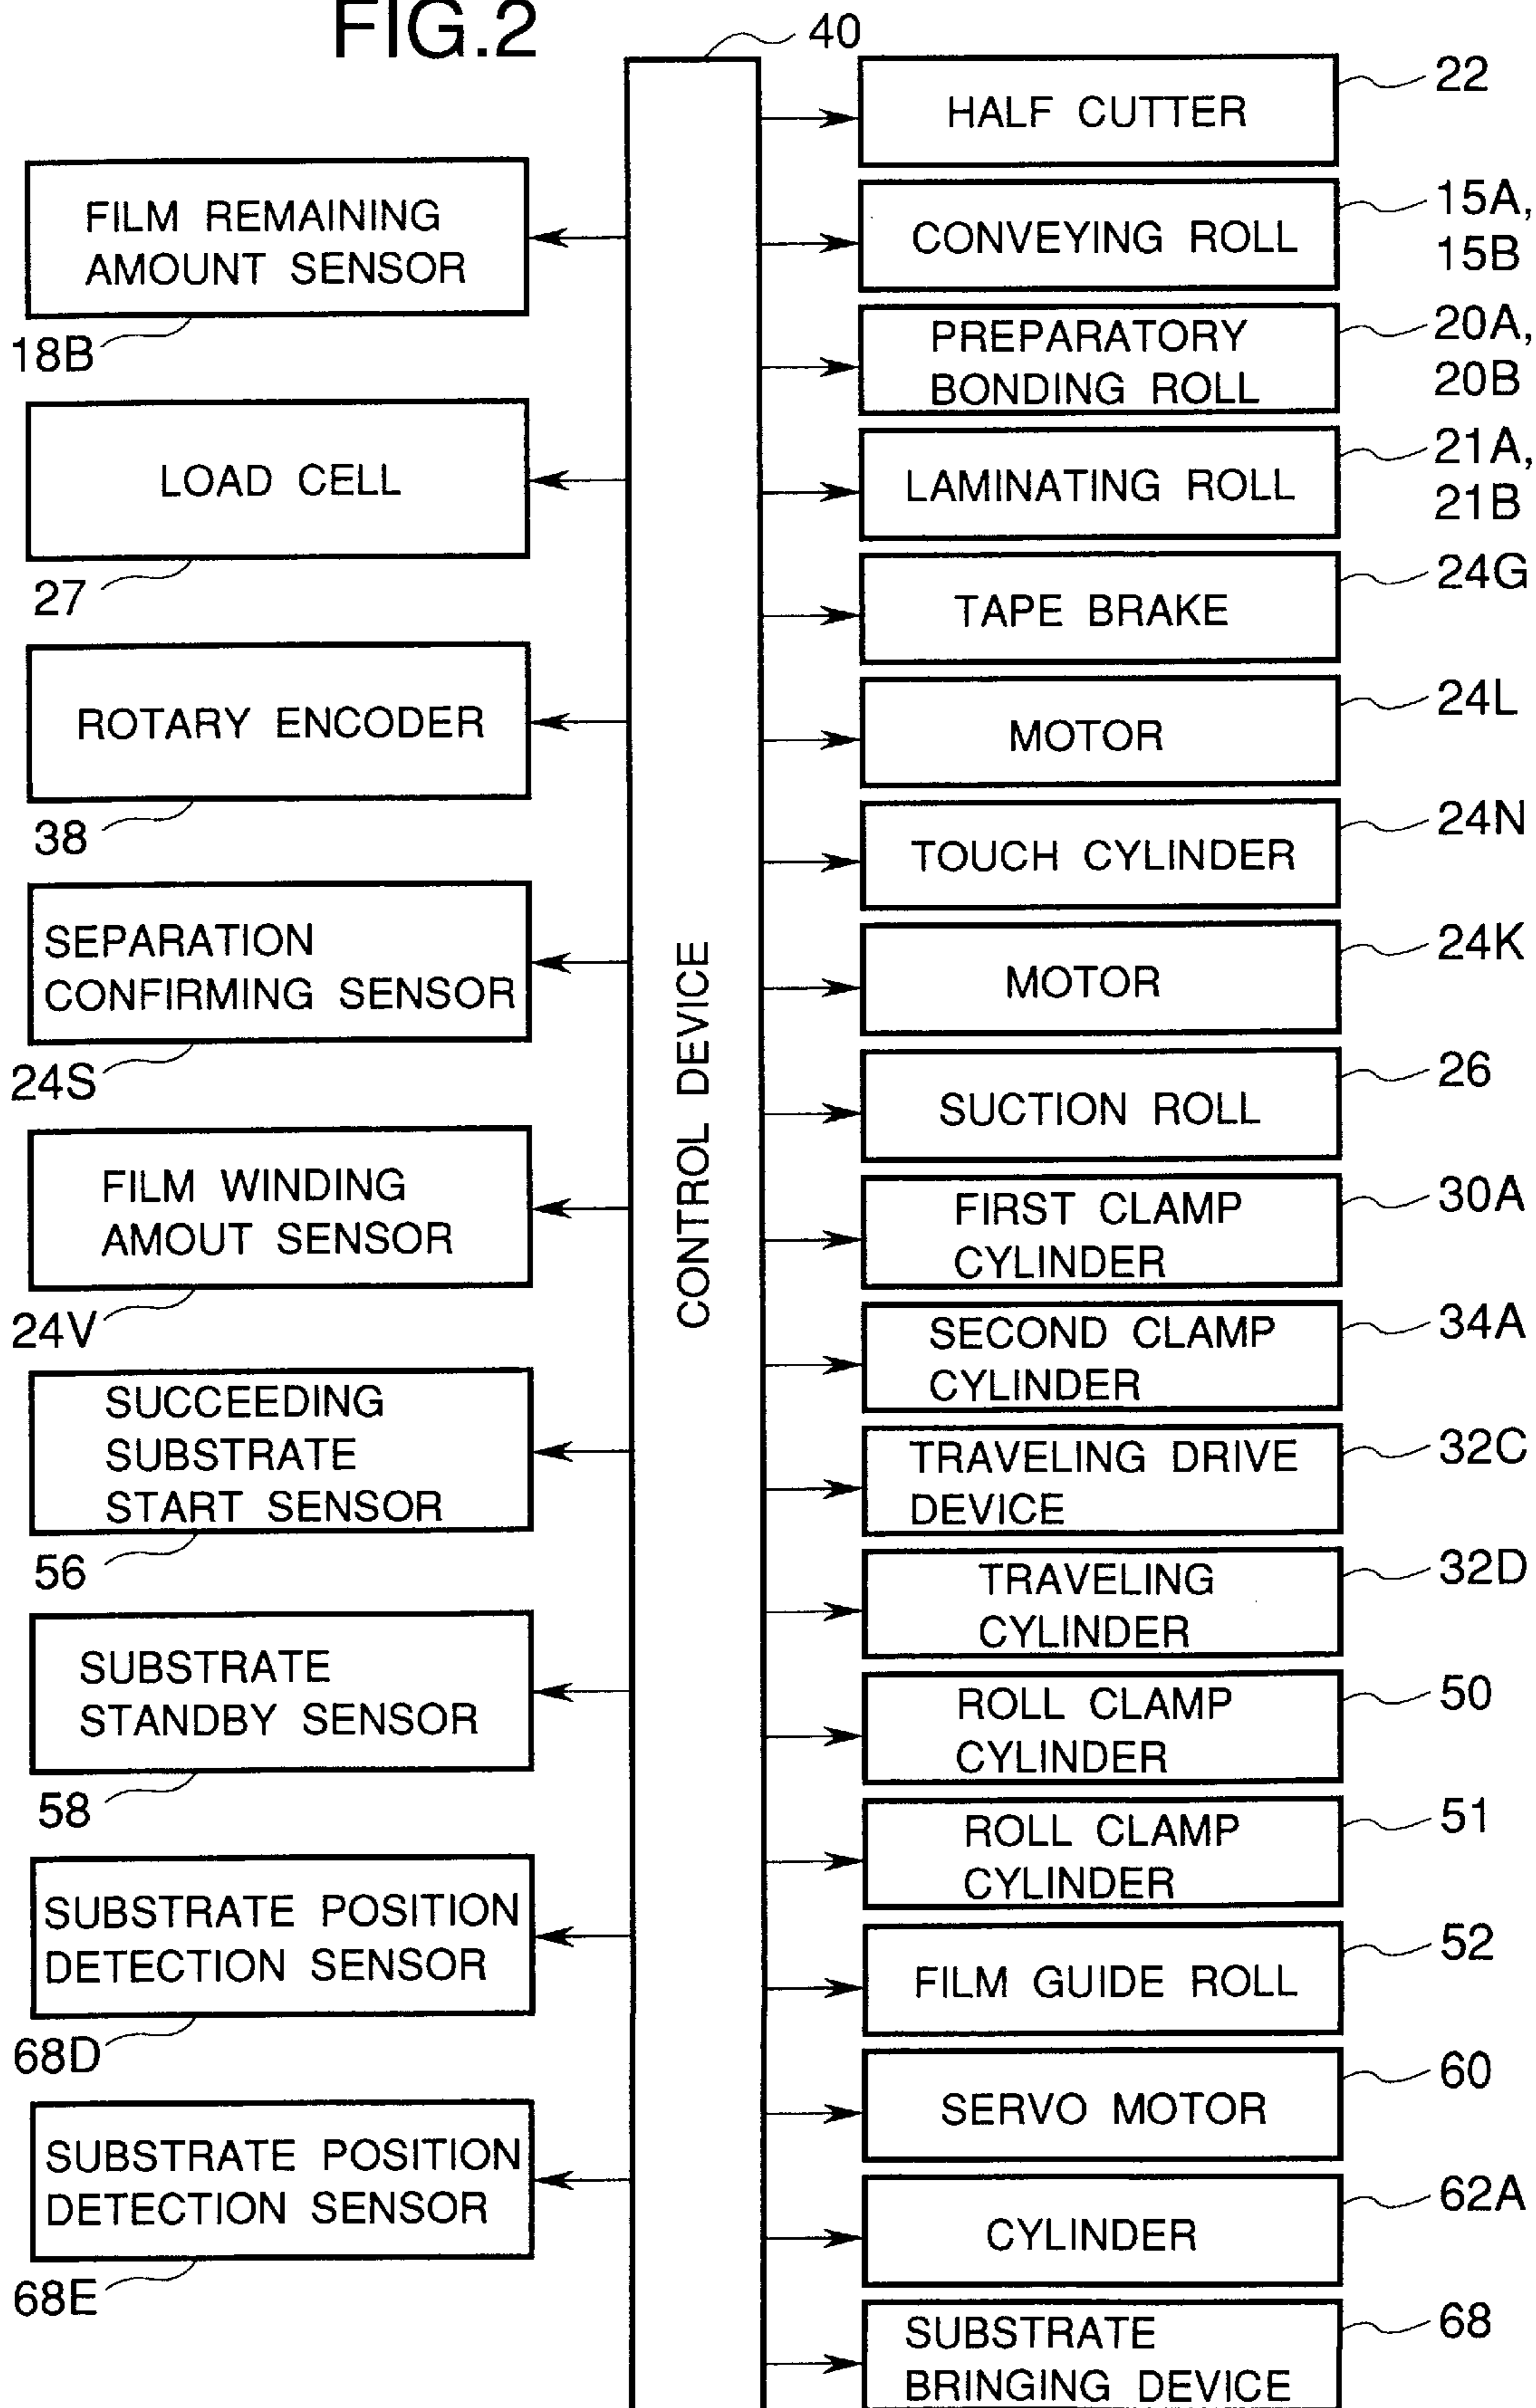 FIG.2
40
FILM REMAINING
AMOUNT SENSOR
18B
LOAD CELL
27
ROTARY ENCODER
38
SEPARATION
CONFIRMING SENSOR
24S
FILM WINDING
AMOUT SENSOR
24V
SUCCEEDING
SUBSTRATE
START SENSOR
56
SUBSTRATE
STANDBY SENSOR
58
SUBSTRATE POSITION
DETECTION SENSOR
68D
SUBSTRATE POSITION
DETECTION SENSOR
68E
CONTROL DEVICE
HALF CUTTER
22
CONVEYING ROLL
15A,
15B
PREPARATORY
BONDING ROLL
20A,
20B
LAMINATING ROLL
21A,
21B
TAPE BRAKE
24G
MOTOR
24L
TOUCH CYLINDER
24N
MOTOR
24K
SUCTION ROLL
26
FIRST CLAMP
CYLINDER
30A
SECOND CLAMP
CYLINDER
34A
TRAVELING DRIVE
DEVICE
32C
TRAVELING
CYLINDER
32D
ROLL CLAMP
CYLINDER
50
ROLL CLAMP
CYLINDER
51
FILM GUIDE ROLL
52
SERVO MOTOR
60
CYLINDER
62A
SUBSTRATE
BRINGING DEVICE
68